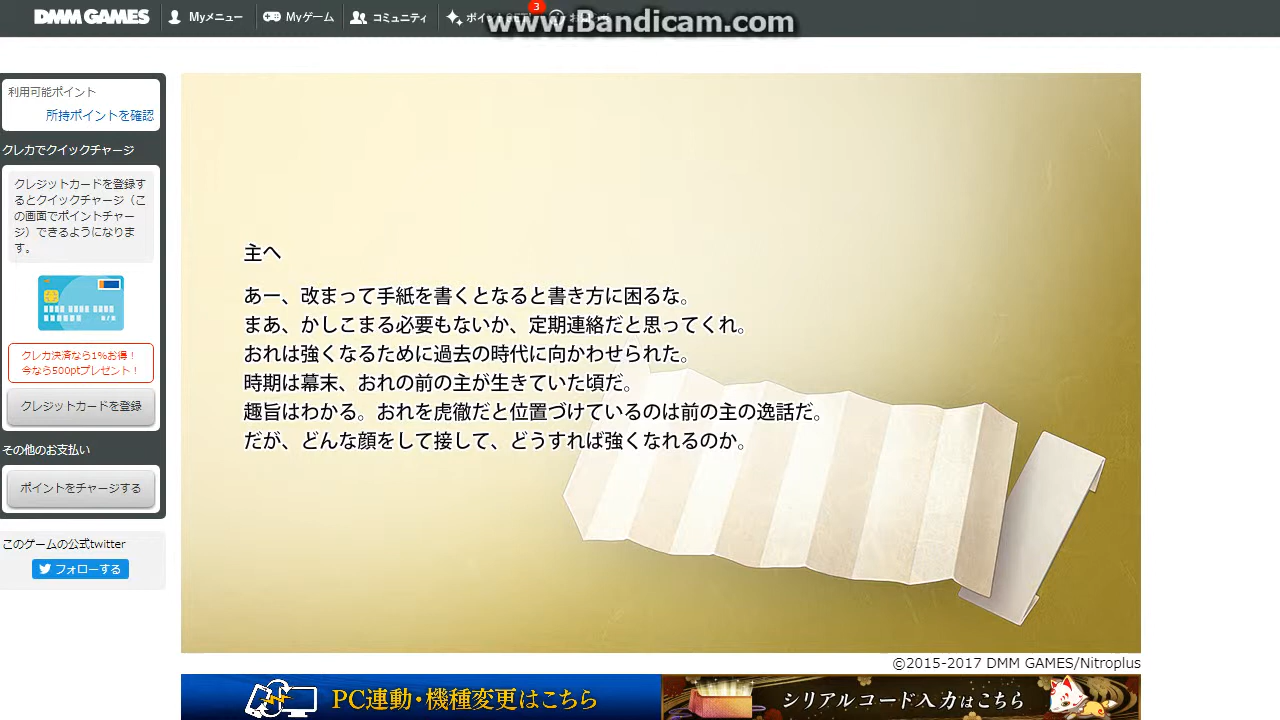 DMM GAMES
Myメニュー
Myゲーム
コミュニティ
3
www.Bandicam.com
利用可能ポイント
所持ポイントを確認
クレカでクイックチャージ
クレジットカードを登録す
るとクイックチャージ（こ
の画面でポイントチャー
ジ）できるようになりま
す。
クレカ決済なら1%お得！
今なら500ptプレゼント！
クレジットカードを登録
その他のお支払い
ポイントをチャージする
このゲームの公式twitter
フォローする
主へ
あー、改まって手紙を書くとなると書き方に困るな。
まあ、かしこまる必要もないか、定期連絡だと思ってくれ。
おれは強くなるために過去の時代に向かわせられた。
時期は幕末、おれの前の主が生きていた頃だ。
趣旨はわかる。おれを虎徹だと位置づけているのは前の主の逸話だ。
だが、どんな顔をして接して、どうすれば強くなれるのか。
©2015-2017 DMM GAMES/Nitroplus
PC連動・機種変更はこちら
シリアルコード入力はこちら